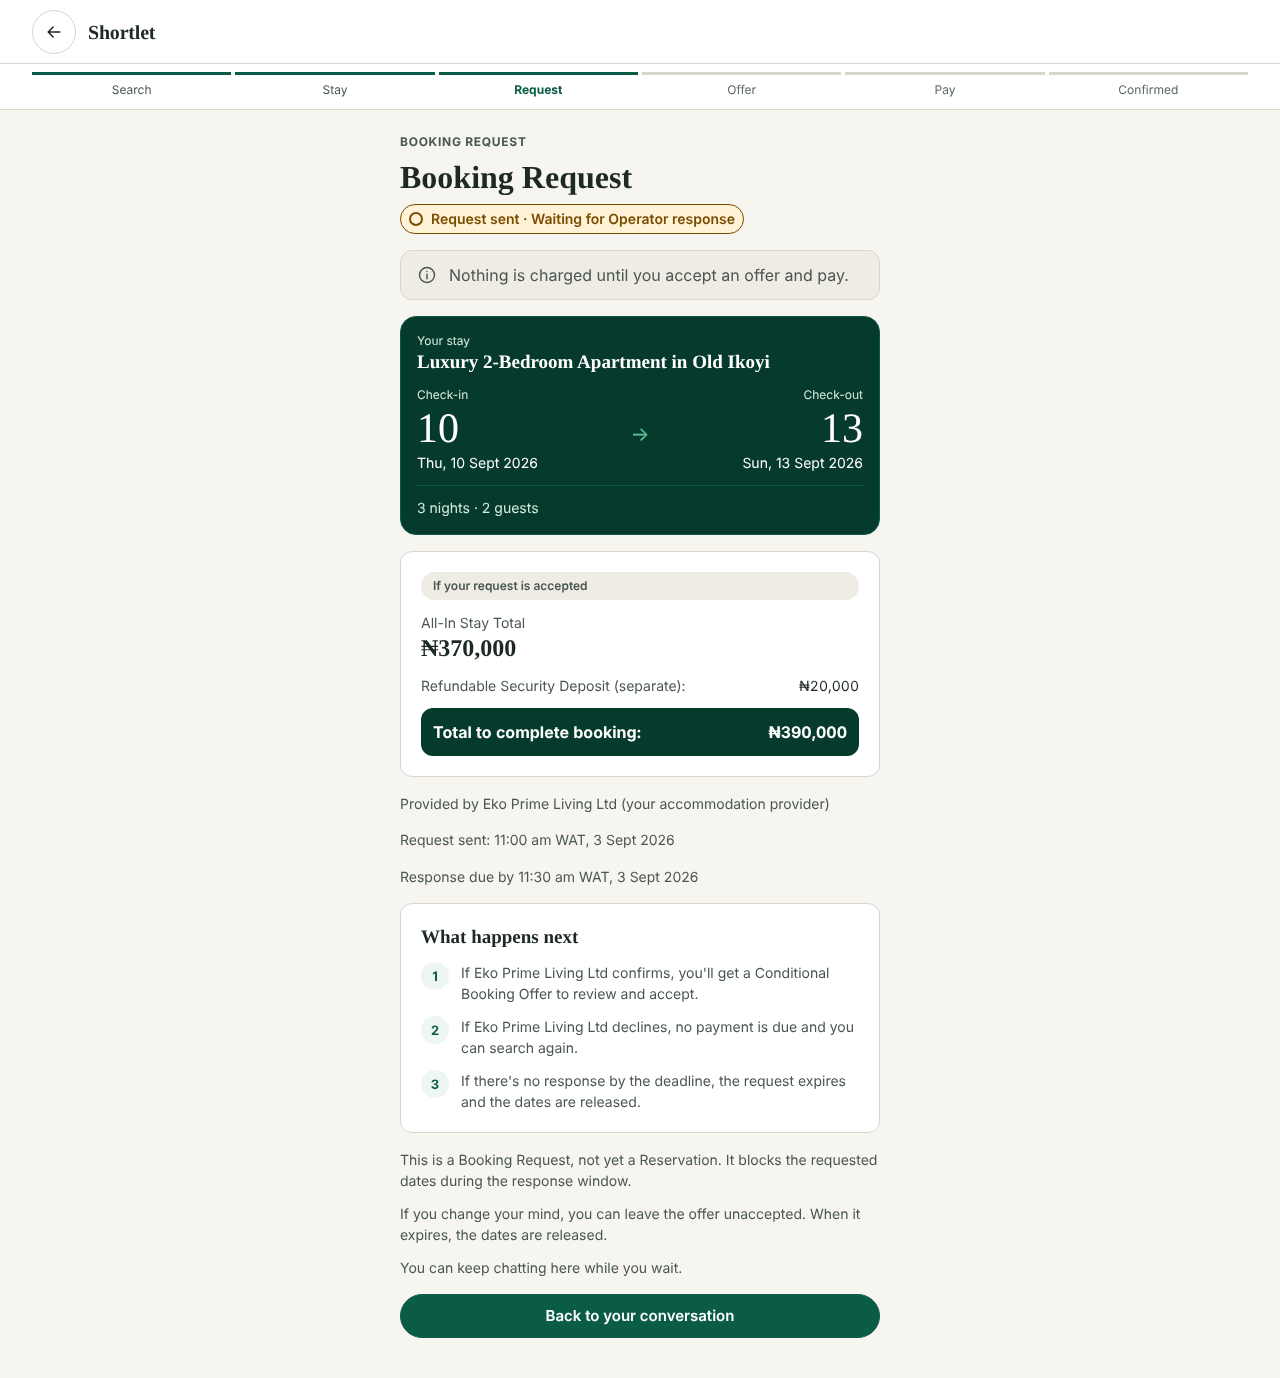 Shortlet
Search
Stay
Request
Offer
Pay
Confirmed
BOOKING REQUEST
Booking Request
Request sent · Waiting for Operator response
Nothing is charged until you accept an offer and pay.
Your stay
Luxury 2-Bedroom Apartment in Old Ikoyi
Check-in
Check-out
10
→
13
Thu, 10 Sept 2026
Sun, 13 Sept 2026
3 nights · 2 guests
If your request is accepted
All-In Stay Total
₦370,000
Refundable Security Deposit (separate): ₦20,000
Total to complete booking: ₦390,000
Provided by Eko Prime Living Ltd (your accommodation provider)
Request sent: 11:00 am WAT, 3 Sept 2026
Response due by 11:30 am WAT, 3 Sept 2026
What happens next
1 If Eko Prime Living Ltd confirms, you'll get a Conditional
Booking Offer to review and accept.
2 If Eko Prime Living Ltd declines, no payment is due and you
can search again.
3 If there's no response by the deadline, the request expires
and the dates are released.
This is a Booking Request, not yet a Reservation. It blocks the requested
dates during the response window.
If you change your mind, you can leave the offer unaccepted. When it
expires, the dates are released.
You can keep chatting here while you wait.
Back to your conversation